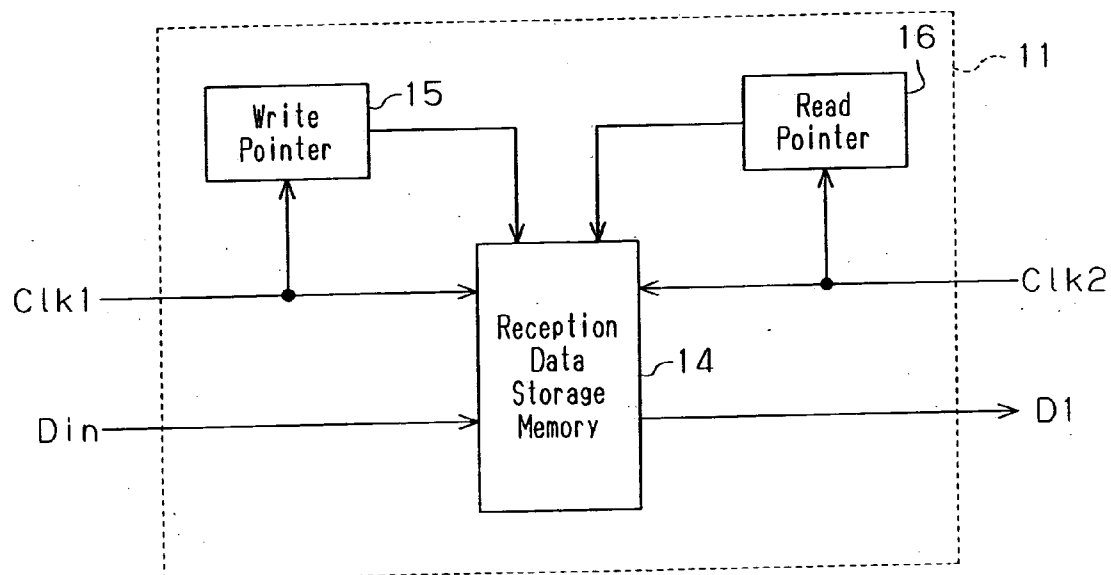 16
11
15
Write
Pointer
Read
Pointer
Clk1
Clk2
Reception
Data
Storage
Memory
14
Din
D1